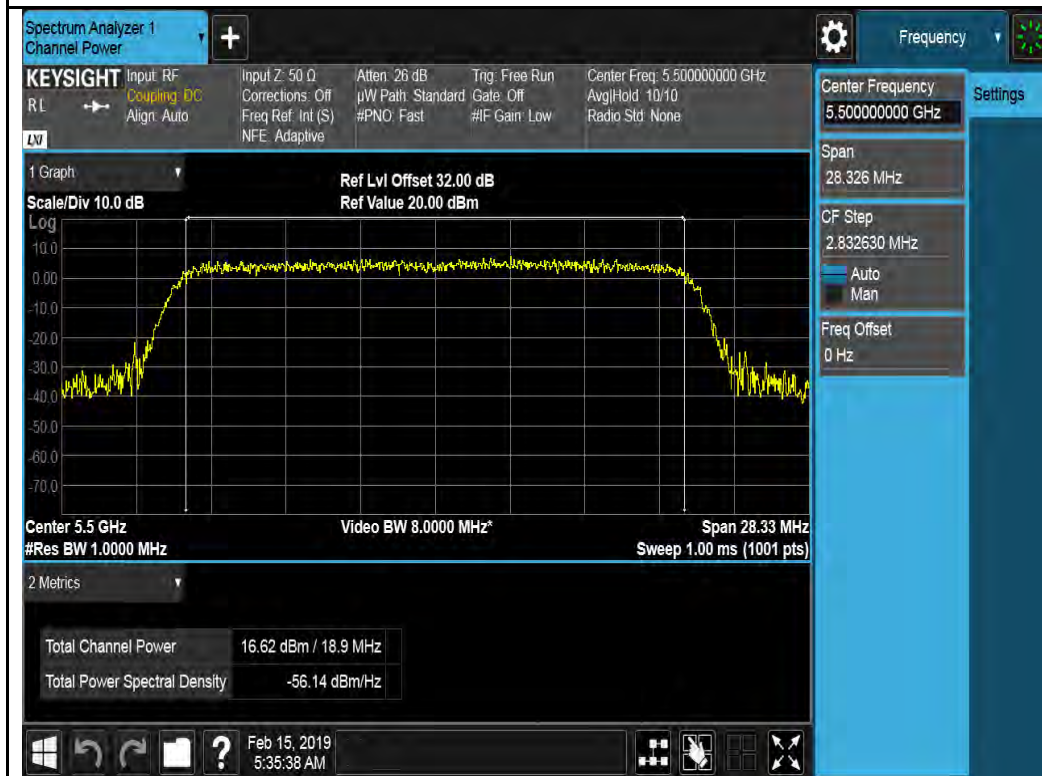 Spectrum Analyzer 1
Channel Power
+
Frequency
KEYSIGHT
R L
LXI
Input: RF
Coupling: DC
Align: Auto
Input Z: 50 Ω
Corrections: Off
Freq Ref: Int (S)
NFE: Adaptive
Atten: 26 dB
µW Path: Standard
#PNO: Fast
Trig: Free Run
Gate: Off
#IF Gain: Low
Center Freq: 5.500000000 GHz
Avg|Hold: 10/10
Radio Std: None
Center Frequency
5.500000000 GHz
Settings
Span
28.326 MHz
CF Step
2.832630 MHz
Auto
Man
Freq Offset
0 Hz
1 Graph
Scale/Div 10.0 dB
Ref Lvl Offset 32.00 dB
Ref Value 20.00 dBm
Log
10.0
0.00
-10.0
-20.0
-30.0
-40.0
-50.0
-60.0
-70.0
Center 5.5 GHz
Video BW 8.0000 MHz*
Span 28.33 MHz
#Res BW 1.0000 MHz
Sweep 1.00 ms (1001 pts)
2 Metrics
Total Channel Power 16.62 dBm / 18.9 MHz
Total Power Spectral Density -56.14 dBm/Hz
?
Feb 15, 2019
5:35:38 AM